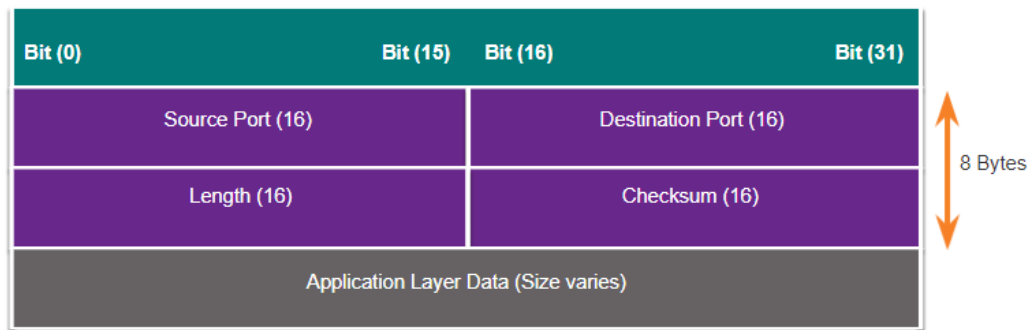 Bit (0) Bit (15) Bit (16) Bit (31)
Source Port (16) Destination Port (16)
8 Bytes
Length (16) Checksum (16)
Application Layer Data (Size varies)